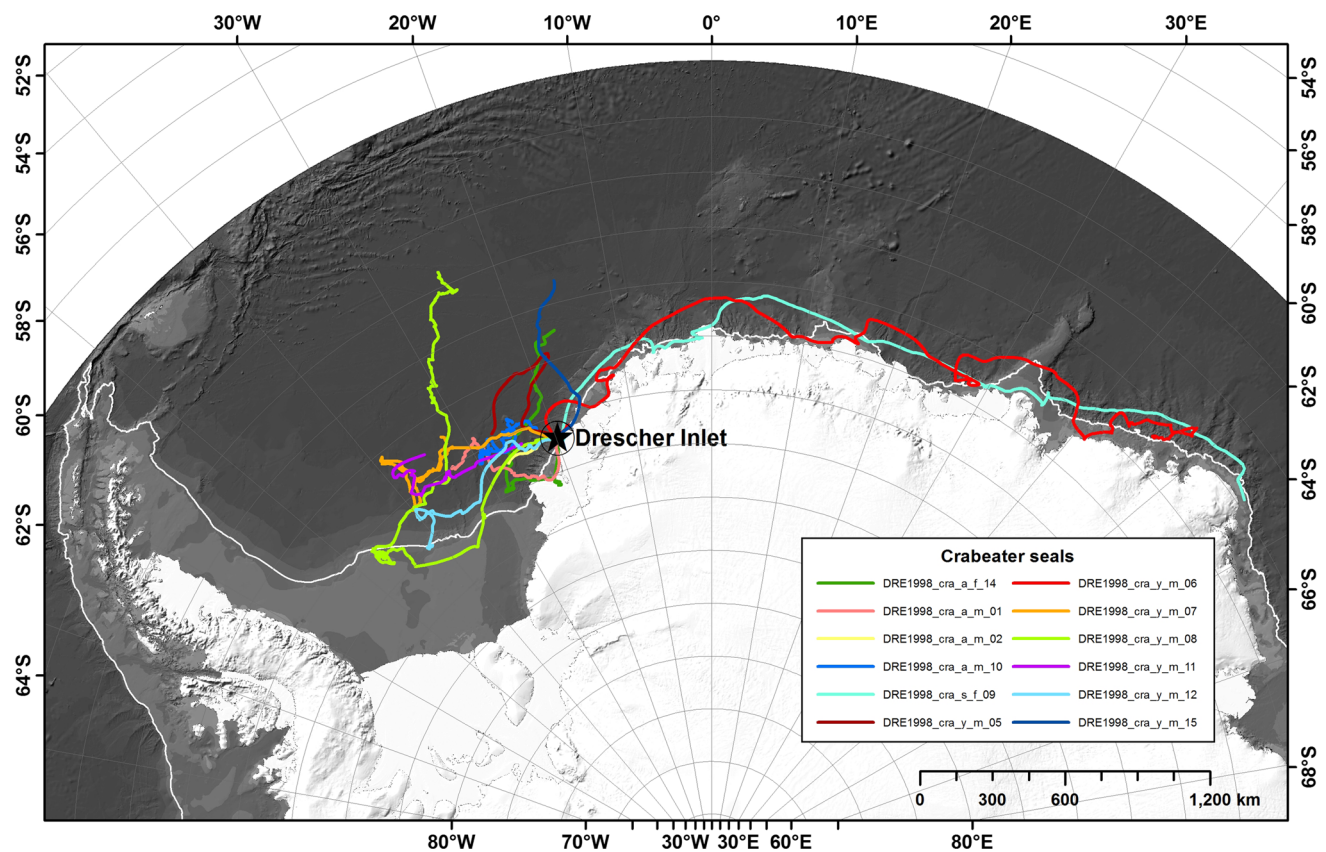 30°W 20°W 10°W 0° 10°E 20°E 30°E
52°S 54°S
54°S 56°S
56°S 58°S
58°S 60°S
60°S 62°S
62°S 64°S
64°S 66°S
68°S
Drescher Inlet
Crabeater seals
DRE1998_cra_a_f_14 DRE1998_cra_y_m_06
DRE1998_cra_a_m_01 DRE1998_cra_y_m_07
DRE1998_cra_a_m_02 DRE1998_cra_y_m_08
DRE1998_cra_a_m_10 DRE1998_cra_y_m_11
DRE1998_cra_s_f_09 DRE1998_cra_y_m_12
DRE1998_cra_y_m_05 DRE1998_cra_y_m_15
0 300 600 1,200 km
80°W 70°W 30°W 30°E 60°E 80°E